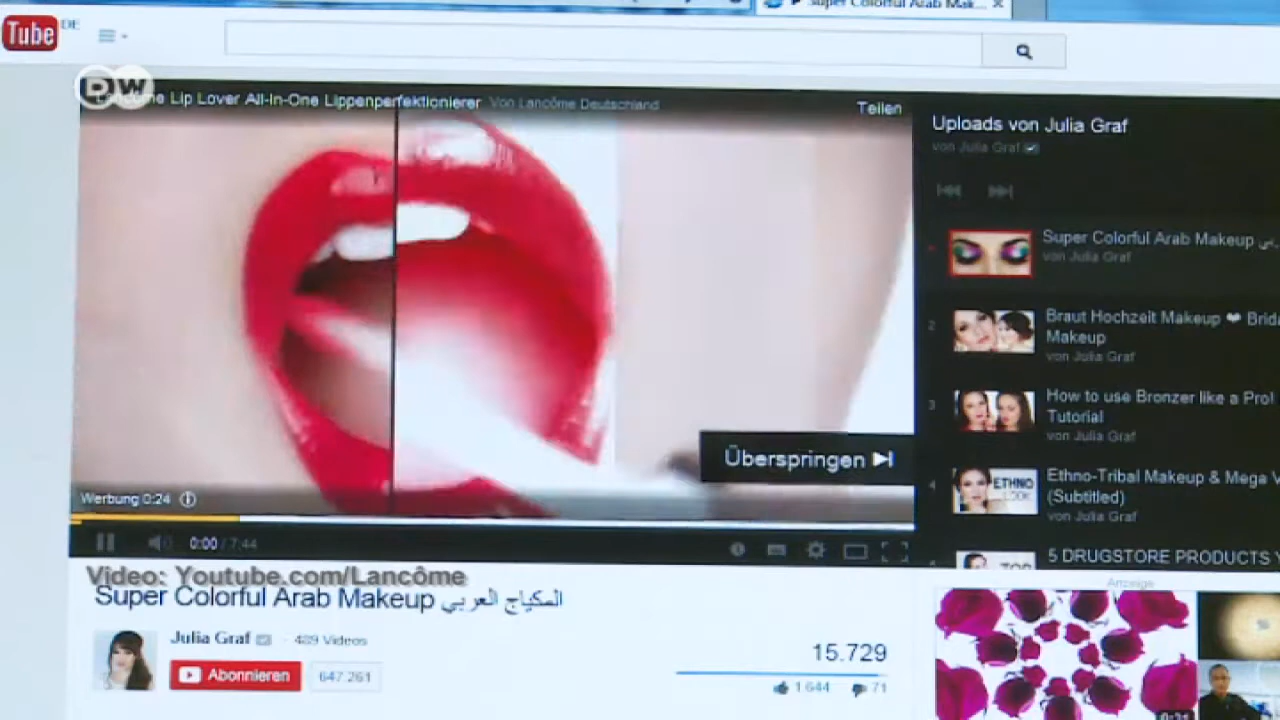 Super Colorful Arab Mak...
Tube DE
DW
Lip Lover All-In-One Lippenperfektionierer Von Lancôme Deutschland
Teilen
Uploads von Julia Graf
von Julia Graf
Super Colorful Arab Makeup
von Julia Graf
2
Braut Hochzeit Makeup ❤ Brid
Makeup
von Julia Graf
3
How to use Bronzer like a Pro!
Tutorial
von Julia Graf
4
Ethno-Tribal Makeup & Mega V
(Subtitled)
von Julia Graf
ETHNO
5 DRUGSTORE PRODUCTS
Überspringen
Werbung 0:24
0:00 / 7:44
Video: Youtube.com/Lancôme
Super Colorful Arab Makeup المكياج العربي
Julia Graf · 489 Videos
Abonnieren 647.261
15.729
1 644 71
Anzeige